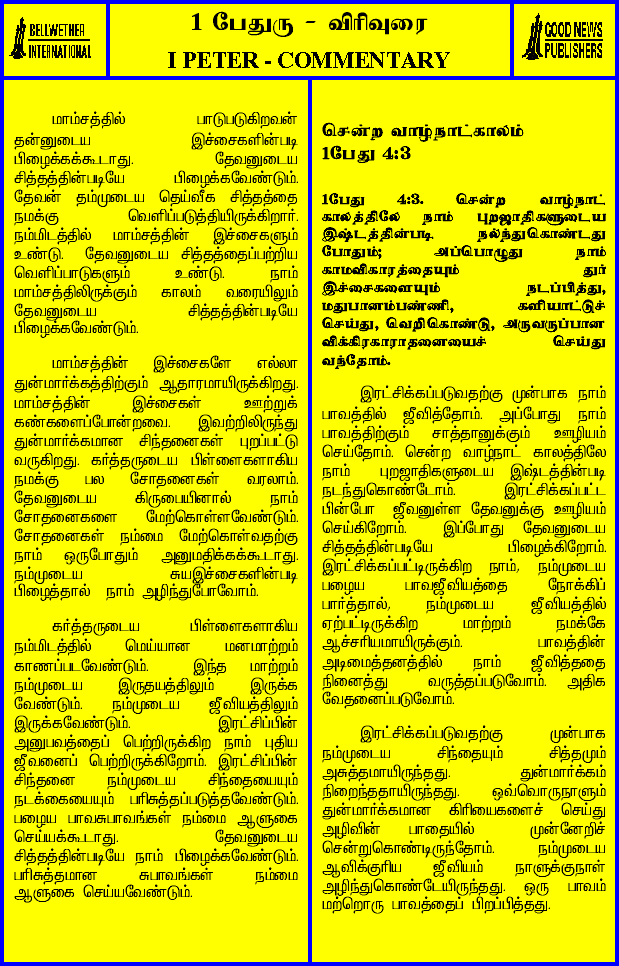 BELLWETHER
INTERNATIONAL
1 பேதுரு - விரிவுரை
I PETER - COMMENTARY
GOOD NEWS
PUBLISHERS
மாம்சத்தில் பாடுபடுகிறவன்
தன்னுடைய இச்சைகளின்படி
பிழைக்கக்கூடாது. தேவனுடைய
சித்தத்தின்படியே பிழைக்கவேண்டும்.
தேவன் தம்முடைய தெய்வீக சித்தத்தை
நமக்கு வெளிப்படுத்தியிருக்கிறார்.
நம்மிடத்தில் மாம்சத்தின் இச்சைகளும்
உண்டு. தேவனுடைய சித்தத்தைப்பற்றிய
வெளிப்பாடுகளும் உண்டு. நாம்
மாம்சத்திலிருக்கும் காலம் வரையிலும்
தேவனுடைய சித்தத்தின்படியே
பிழைக்கவேண்டும்.
மாம்சத்தின் இச்சைகளே எல்லா
துன்மார்க்கத்திற்கும் ஆதாரமாயிருக்கிறது.
மாம்சத்தின் இச்சைகள் ஊற்றுக்
கண்களைப்போன்றவை. இவற்றிலிருந்து
துன்மார்க்கமான சிந்தனைகள் புறப்பட்டு
வருகிறது. கர்த்தருடைய பிள்ளைகளாகிய
நமக்கு பல சோதனைகள் வரலாம்.
தேவனுடைய கிருபையினால் நாம்
சோதனைகளை மேற்கொள்ளவேண்டும்.
சோதனைகள் நம்மை மேற்கொள்வதற்கு
நாம் ஒருபோதும் அனுமதிக்கக்கூடாது.
நம்முடைய சுயஇச்சைகளின்படி
பிழைத்தால் நாம் அழிந்துபோவோம்.
கர்த்தருடைய பிள்ளைகளாகிய
நம்மிடத்தில் மெய்யான மனமாற்றம்
காணப்படவேண்டும். இந்த மாற்றம்
நம்முடைய இருதயத்திலும் இருக்க
வேண்டும். நம்முடைய ஜீவியத்திலும்
இருக்கவேண்டும். இரட்சிப்பின்
அனுபவத்தைப் பெற்றிருக்கிற நாம் புதிய
ஜீவனைப் பெற்றிருக்கிறோம். இரட்சிப்பின்
சிந்தனை நம்முடைய சிந்தையையும்
நடக்கையையும் பரிசுத்தப்படுத்தவேண்டும்.
பழைய பாவசுபாவங்கள் நம்மை ஆளுகை
செய்யக்கூடாது. தேவனுடைய
சித்தத்தின்படியே நாம் பிழைக்கவேண்டும்.
பரிசுத்தமான சுபாவங்கள் நம்மை
ஆளுகை செய்யவேண்டும்.
சென்ற வாழ்நாட்காலம்
1பேது 4:3
1பேது 4:3. சென்ற வாழ்நாட்
காலத்திலே நாம் புறஜாதிகளுடைய
இஷ்டத்தின்படி நடந்துகொண்டது
போதும்; அப்பொழுது நாம்
காமவிகாரத்தையும் துர்
இச்சைகளையும் நடப்பித்து,
மதுபானம்பண்ணி, களியாட்டுச்
செய்து, வெறிகொண்டு, அருவருப்பான
விக்கிரகாராதனையைச் செய்து
வந்தோம்.
இரட்சிக்கப்படுவதற்கு முன்பாக நாம்
பாவத்தில் ஜீவித்தோம். அப்போது நாம்
பாவத்திற்கும் சாத்தானுக்கும் ஊழியம்
செய்தோம். சென்ற வாழ்நாட் காலத்திலே
நாம் புறஜாதிகளுடைய இஷ்டத்தின்படி
நடந்துகொண்டோம். இரட்சிக்கப்பட்ட
பின்போ ஜீவனுள்ள தேவனுக்கு ஊழியம்
செய்கிறோம். இப்போது தேவனுடைய
சித்தத்தின்படியே பிழைக்கிறோம்.
இரட்சிக்கப்பட்டிருக்கிற நாம், நம்முடைய
பழைய பாவஜீவியத்தை நோக்கிப்
பார்த்தால், நம்முடைய ஜீவியத்தில்
ஏற்பட்டிருக்கிற மாற்றம் நமக்கே
ஆச்சரியமாயிருக்கும். பாவத்தின்
அடிமைத்தனத்தில் நாம் ஜீவித்ததை
நினைத்து வருத்தப்படுவோம். அதிக
வேதனைப்படுவோம்.
இரட்சிக்கப்படுவதற்கு முன்பாக
நம்முடைய சிந்தையும் சித்தமும்
அசுத்தமாயிருந்தது. துன்மார்க்கம்
நிறைந்ததாயிருந்தது. ஒவ்வொருநாளும்
துன்மார்க்கமான கிரியைகளைச் செய்து
அழிவின் பாதையில் முன்னேறிச்
சென்றுகொண்டிருந்தோம். நம்முடைய
ஆவிக்குரிய ஜீவியம் நாளுக்குநாள்
அழிந்துகொண்டேயிருந்தது. ஒரு பாவம்
மற்றொரு பாவத்தைப் பிறப்பித்தது.